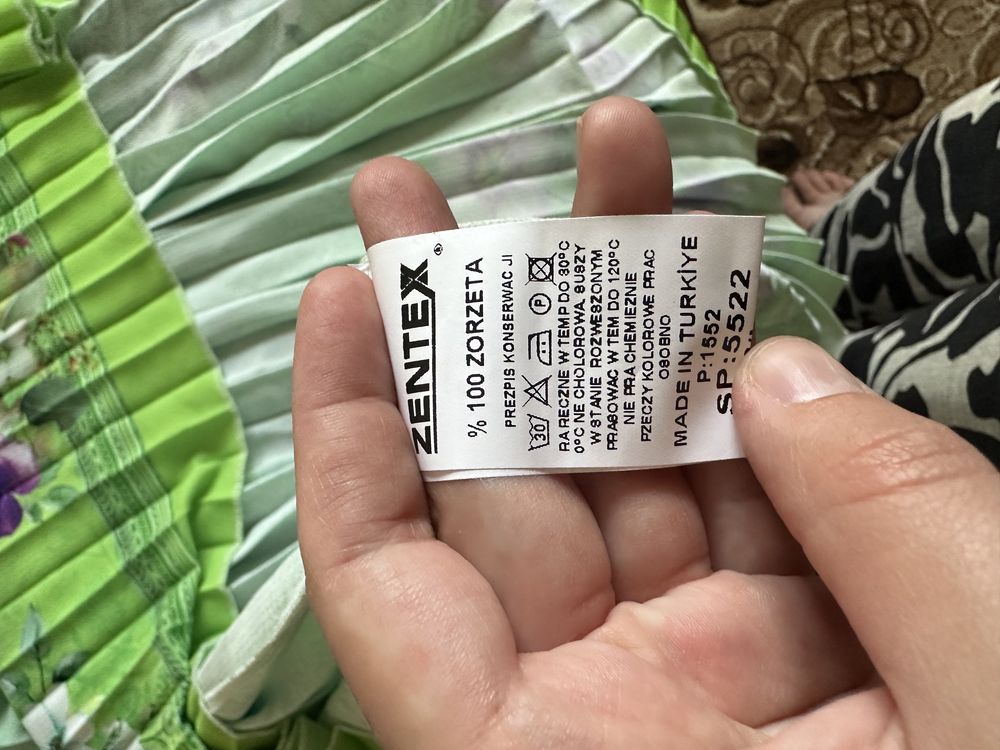 ZENTEX®
% 100 ZORZETA
PREZPIS KONSERWAC JI
30 P
RA RECZNE W TEMP DO 30°C
0°C NE CHOLOROWA. SUSZY
W STANIE ROZWESZONYM
PRASOWAC W TEM DO 120°C
NIE PRA CHEMIEZNIE
PZECZY KOLOROWE PRAC
OSOBNO
MADE IN TURKİYE
P:1552
SP:5522